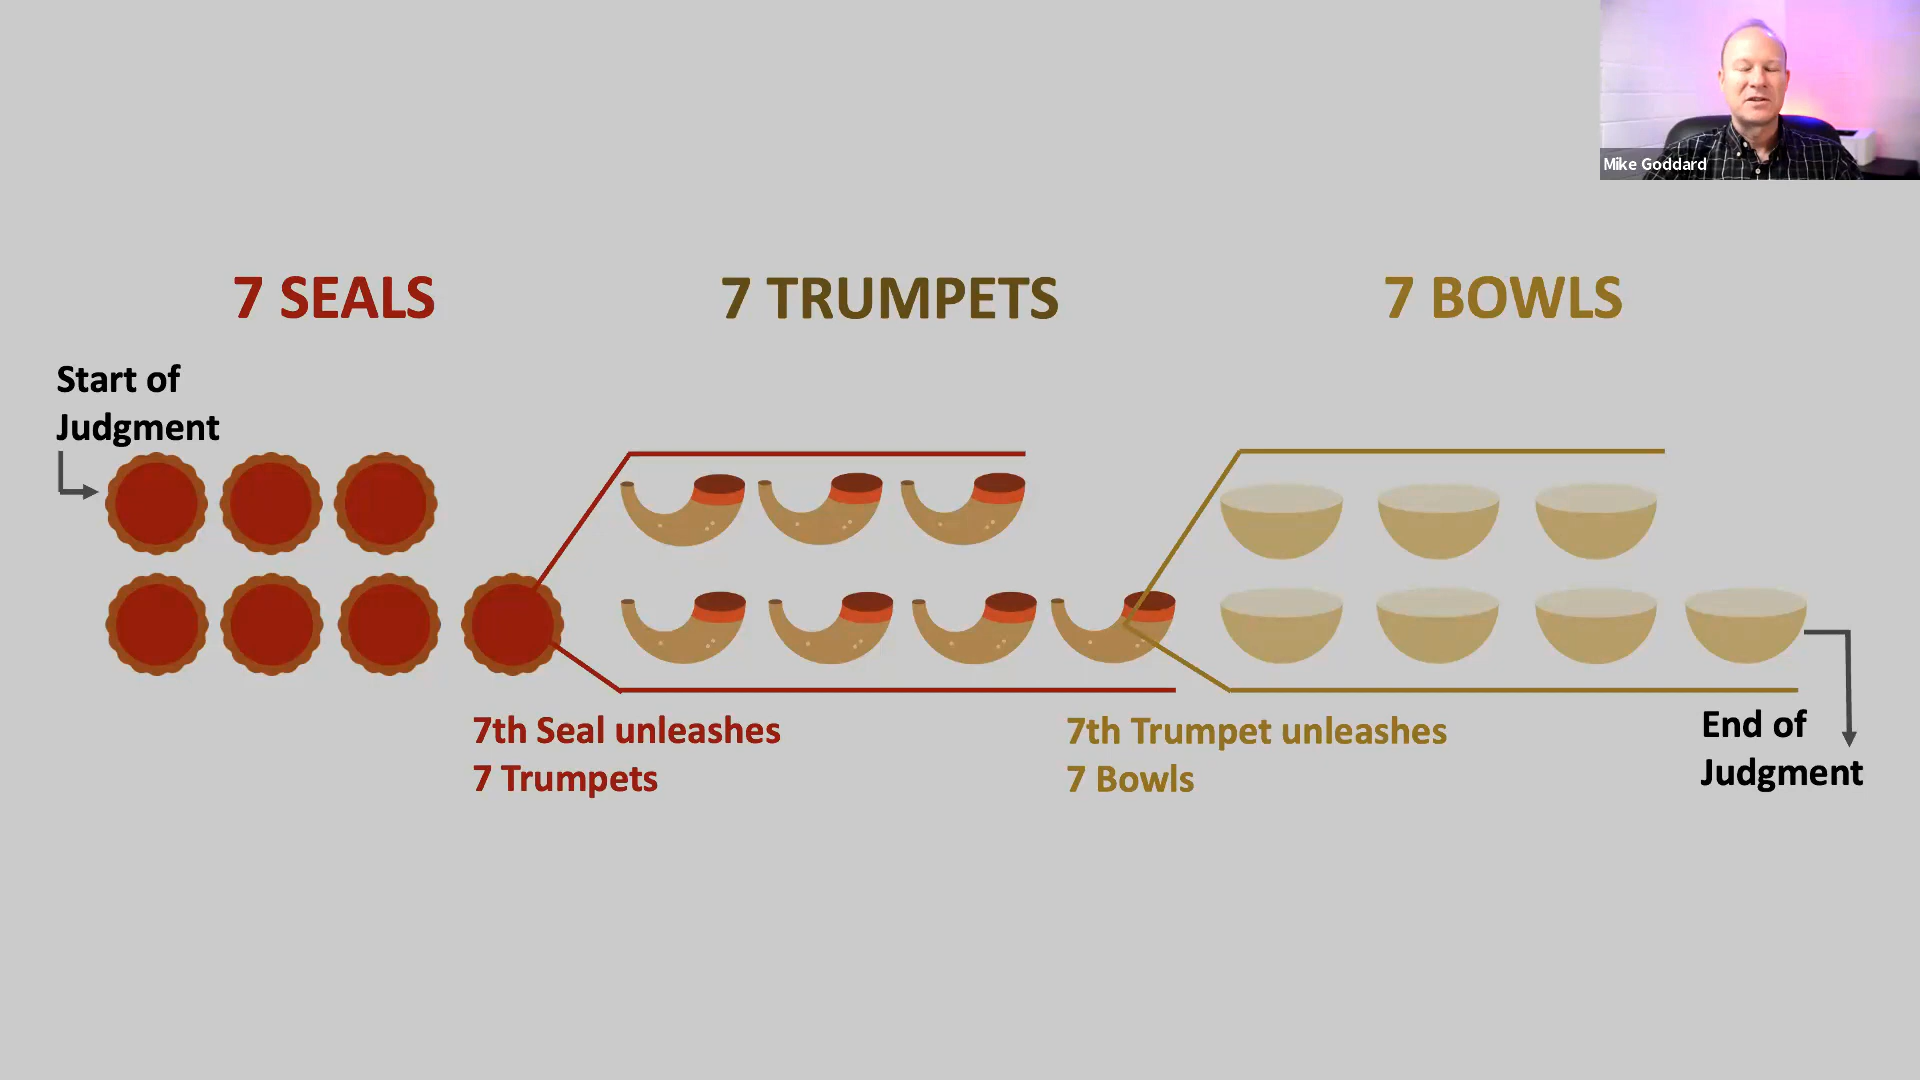 Mike Goddard
7 SEALS
7 TRUMPETS
7 BOWLS
Start of
Judgment
7th Seal unleashes
7 Trumpets
7th Trumpet unleashes
7 Bowls
End of
Judgment